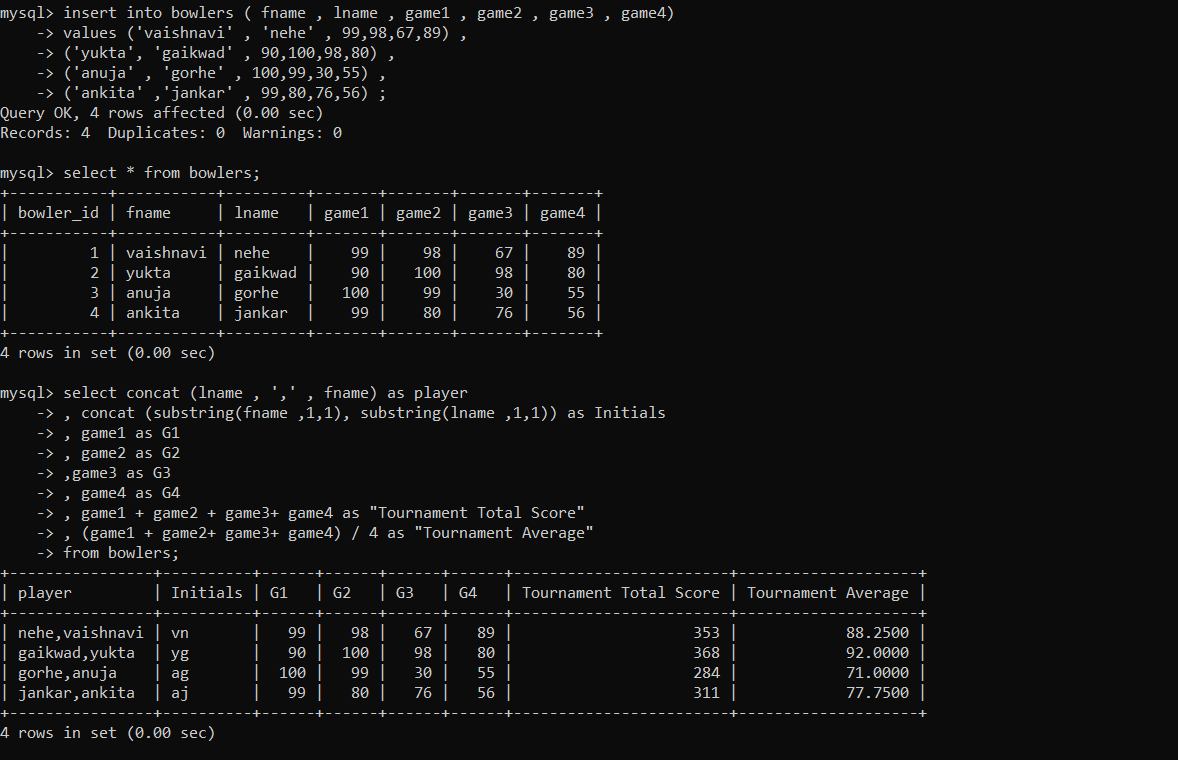 mysql> insert into bowlers ( fname , lname , game1 , game2 , game3 , game4)
    -> values ('vaishnavi' , 'nehe' , 99,98,67,89) ,
    -> ('yukta', 'gaikwad' , 90,100,98,80) ,
    -> ('anuja' , 'gorhe' , 100,99,30,55) ,
    -> ('ankita' ,'jankar' , 99,80,76,56) ;
Query OK, 4 rows affected (0.00 sec)
Records: 4  Duplicates: 0  Warnings: 0

mysql> select * from bowlers;
+-----------+-----------+---------+-------+-------+-------+-------+
| bowler_id | fname     | lname   | game1 | game2 | game3 | game4 |
+-----------+-----------+---------+-------+-------+-------+-------+
|         1 | vaishnavi | nehe    |    99 |    98 |    67 |    89 |
|         2 | yukta     | gaikwad |    90 |   100 |    98 |    80 |
|         3 | anuja     | gorhe   |   100 |    99 |    30 |    55 |
|         4 | ankita    | jankar  |    99 |    80 |    76 |    56 |
+-----------+-----------+---------+-------+-------+-------+-------+
4 rows in set (0.00 sec)

mysql> select concat (lname , ',' , fname) as player
    -> , concat (substring(fname ,1,1), substring(lname ,1,1)) as Initials
    -> , game1 as G1
    -> , game2 as G2
    -> ,game3 as G3
    -> , game4 as G4
    -> , game1 + game2 + game3+ game4 as "Tournament Total Score"
    -> , (game1 + game2+ game3+ game4) / 4 as "Tournament Average"
    -> from bowlers;
+----------------+----------+------+------+------+------+------------------------+--------------------+
| player         | Initials | G1   | G2   | G3   | G4   | Tournament Total Score | Tournament Average |
+----------------+----------+------+------+------+------+------------------------+--------------------+
| nehe,vaishnavi | vn       |   99 |   98 |   67 |   89 |                    353 |            88.2500 |
| gaikwad,yukta  | yg       |   90 |  100 |   98 |   80 |                    368 |            92.0000 |
| gorhe,anuja    | ag       |  100 |   99 |   30 |   55 |                    284 |            71.0000 |
| jankar,ankita  | aj       |   99 |   80 |   76 |   56 |                    311 |            77.7500 |
+----------------+----------+------+------+------+------+------------------------+--------------------+
4 rows in set (0.00 sec)